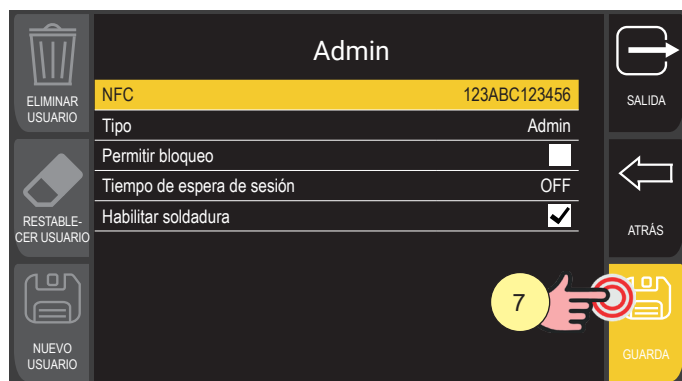 Admin
ELIMINAR
USUARIO
NFC 123ABC123456
SALIDA
Tipo Admin
Permitir bloqueo
Tiempo de espera de sesión OFF
Habilitar soldadura
RESTABLE-
CER USUARIO
ATRÁS
7
NUEVO
USUARIO
GUARDA